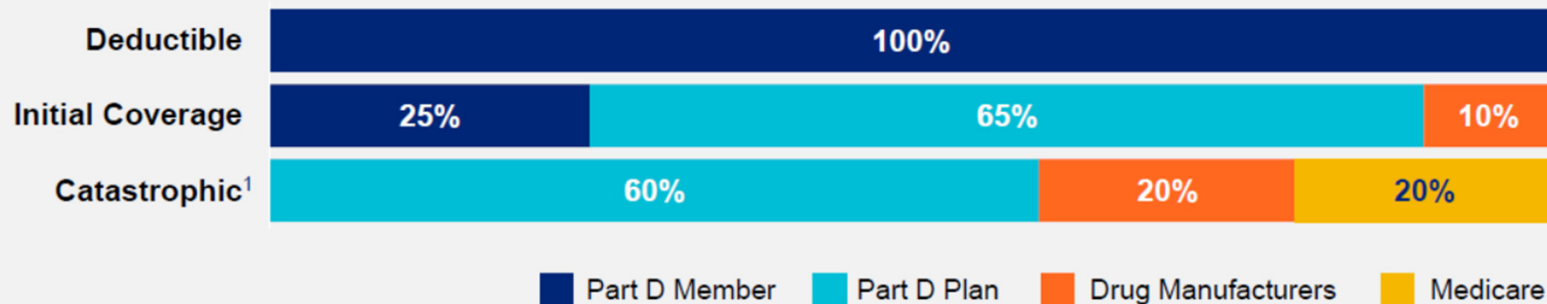 Deductible 100%
Initial Coverage 25% 65% 10%
Catastrophic¹ 60% 20% 20%
Part D Member Part D Plan Drug Manufacturers Medicare